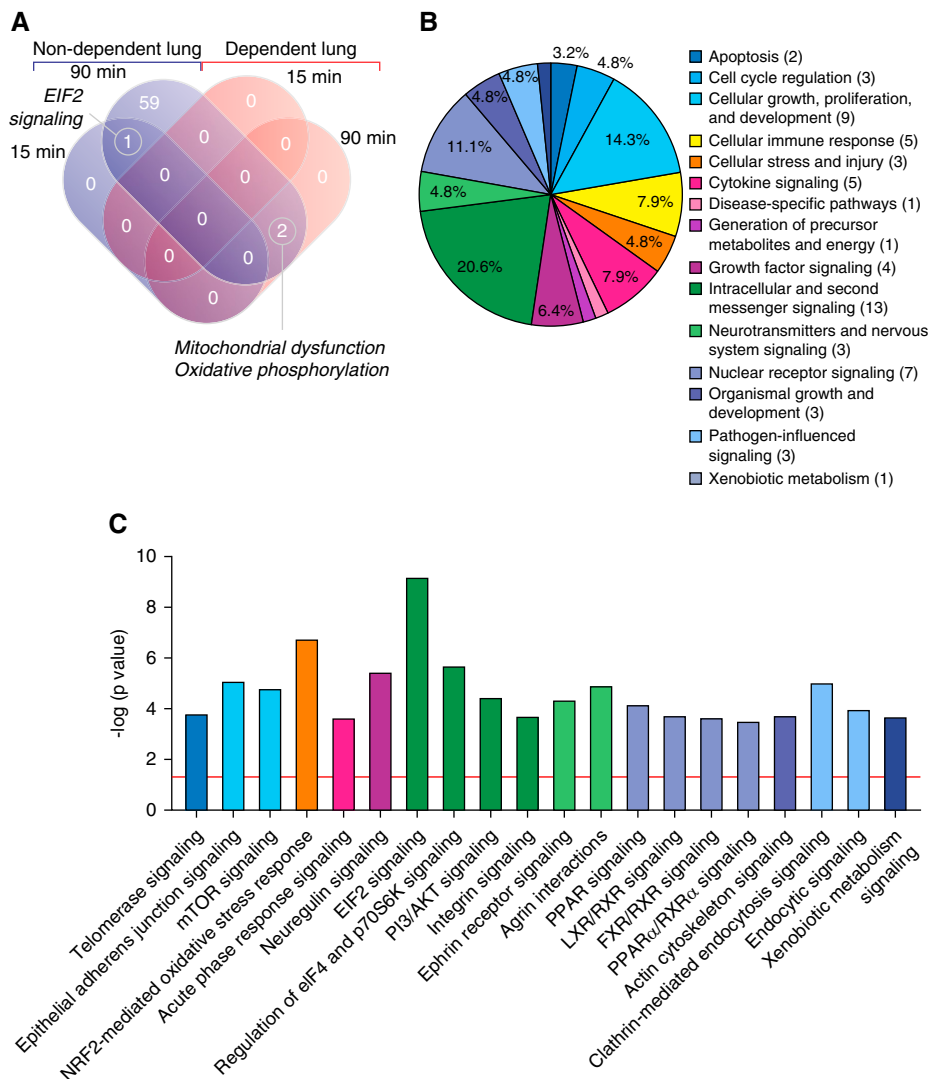 A
Non-dependent lung
Dependent lung
90 min
15 min
EIF2
signaling
15 min
90 min
59
0
1
0
0
0
0
0
0
0
0
2
0
0
0
Mitochondrial dysfunction
Oxidative phosphorylation
B
3.2%
4.8%
14.3%
7.9%
4.8%
7.9%
6.4%
20.6%
4.8%
11.1%
4.8%
4.8%
Apoptosis (2)
Cell cycle regulation (3)
Cellular growth, proliferation,
and development (9)
Cellular immune response (5)
Cellular stress and injury (3)
Cytokine signaling (5)
Disease-specific pathways (1)
Generation of precursor
metabolites and energy (1)
Growth factor signaling (4)
Intracellular and second
messenger signaling (13)
Neurotransmitters and nervous
system signaling (3)
Nuclear receptor signaling (7)
Organismal growth and
development (3)
Pathogen-influenced
signaling (3)
Xenobiotic metabolism (1)
C
-log (p value)
10
8
6
4
2
0
Telomerase signaling
Epithelial adherens junction signaling
mTOR signaling
NRF2-mediated oxidative stress response
Acute phase response signaling
Neuregulin signaling
EIF2 signaling
Regulation of eIF4 and p70S6K signaling
PI3/AKT signaling
Integrin signaling
Ephrin receptor signaling
Agrin interactions
PPAR signaling
LXR/RXR signaling
FXR/RXR signaling
PPARα/RXRα signaling
Actin cytoskeleton signaling
Clathrin-mediated endocytosis signaling
Endocytic signaling
Xenobiotic metabolism
signaling